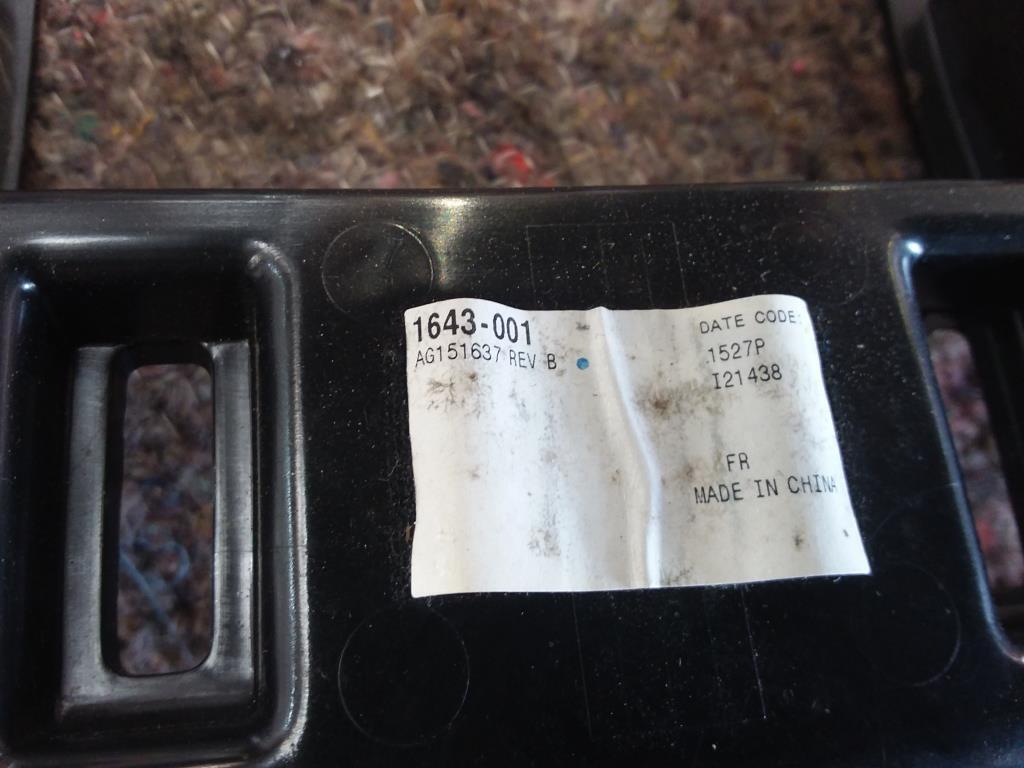 1643-001
AG151637 REV B
DATE CODE:
1527P
I21438
FR
MADE IN CHINA